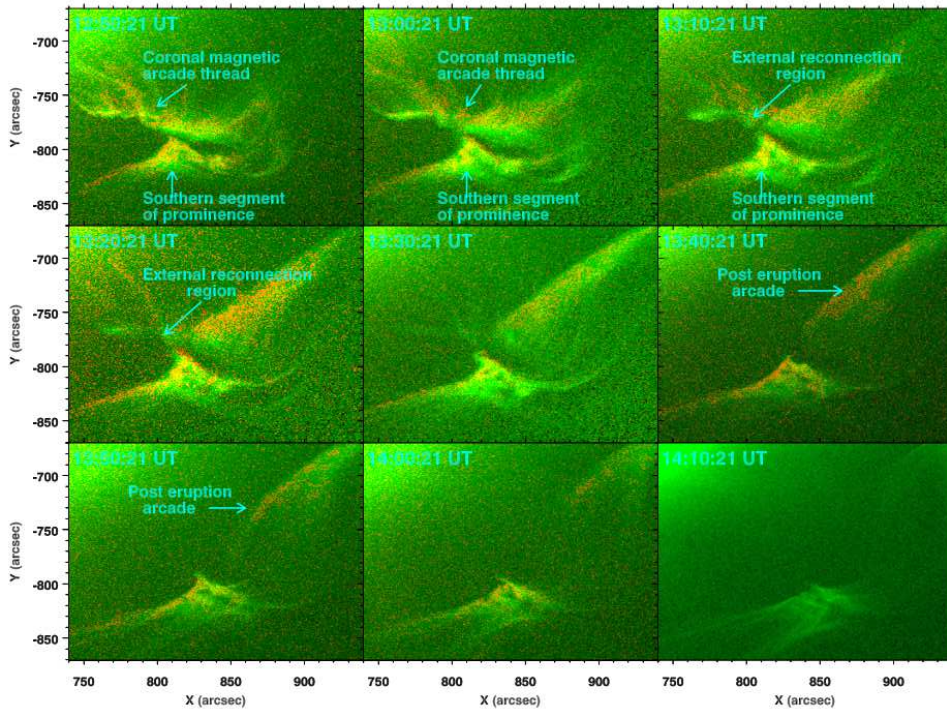 12:50:21 UT
13:00:21 UT
13:10:21 UT
Coronal magnetic
arcade thread
Coronal magnetic
arcade thread
External reconnection
region
Southern segment
of prominence
Southern segment
of prominence
Southern segment
of prominence
-700
-750
-800
-850
Y (arcsec)
13:20:21 UT
13:30:21 UT
13:40:21 UT
External reconnection
region
Post eruption
arcade
-700
-750
-800
-850
Y (arcsec)
13:50:21 UT
14:00:21 UT
14:10:21 UT
Post eruption
arcade
-700
-750
-800
-850
Y (arcsec)
750 800 850 900
750 800 850 900
750 800 850 900
X (arcsec)
X (arcsec)
X (arcsec)